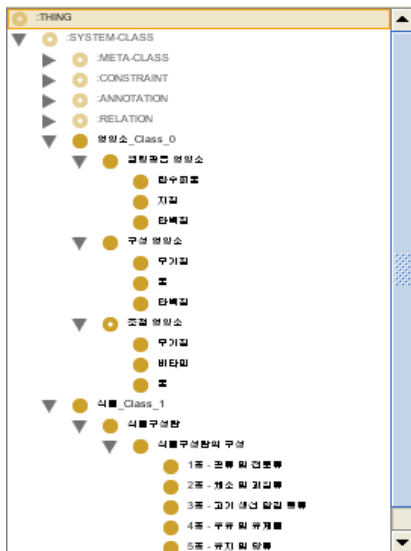 :THING
:SYSTEM-CLASS
:META-CLASS
:CONSTRAINT
:ANNOTATION
:RELATION
영양소_Class_0
영양소
탄수화물
지질
단백질
구성 영양소
무기질
물
단백질
조절 영양소
무기질
비타민
물
식품_Class_1
식품구성탑
식품구성탑의 구성
1층 - 곡류 및 전분류
2층 - 채소 및 과일류
3층 - 고기 생선 달걀 콩류
4층 - 우유 및 유제품
5층 - 유지 및 당류